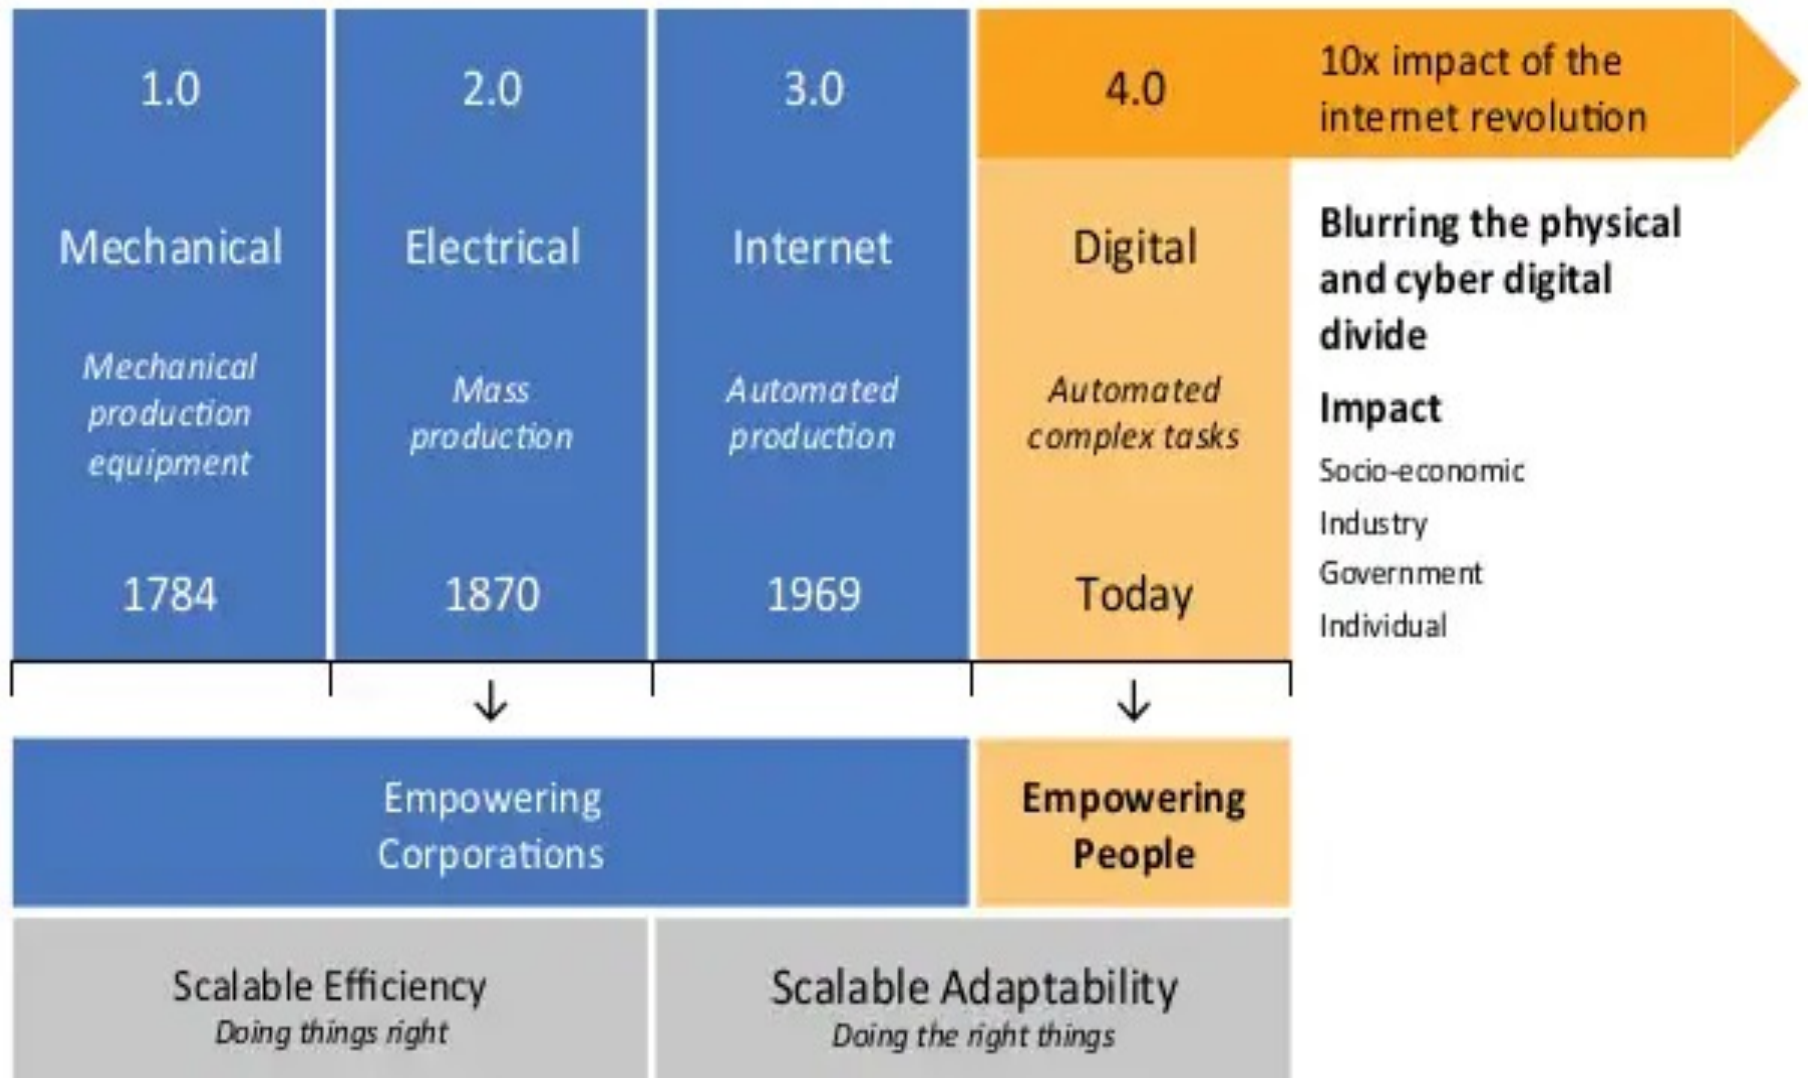 1.0
2.0
3.0
4.0
10x impact of the
internet revolution
Mechanical
Electrical
Internet
Digital
Blurring the physical
and cyber digital
divide
Mechanical
production
equipment
Mass
production
Automated
production
Automated
complex tasks
Impact
Socio-economic
Industry
Government
Individual
1784
1870
1969
Today
Empowering
Corporations
Empowering
People
Scalable Efficiency
Doing things right
Scalable Adaptability
Doing the right things